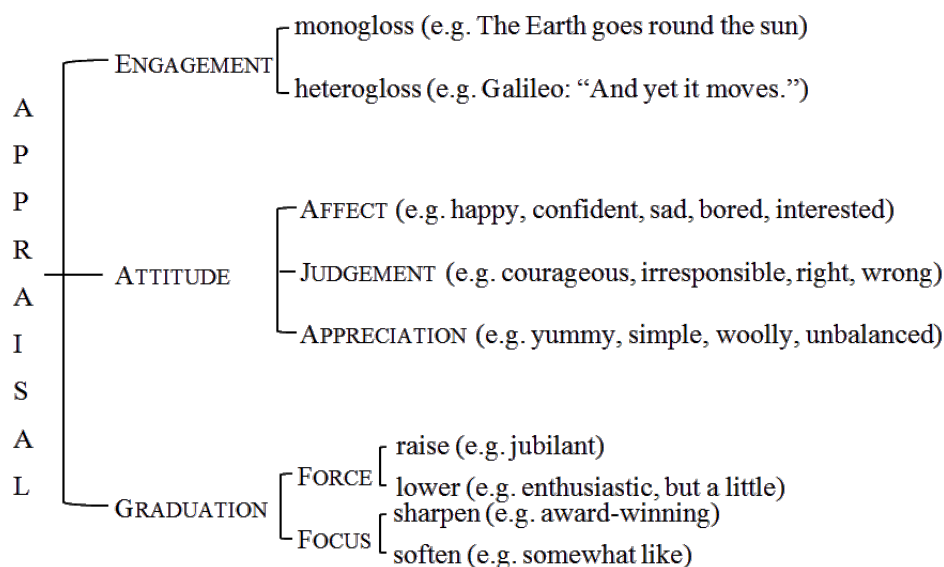 APPRAISAL
ENGAGEMENT
monogloss (e.g. The Earth goes round the sun)
heterogloss (e.g. Galileo: “And yet it moves.”)
ATTITUDE
AFFECT (e.g. happy, confident, sad, bored, interested)
JUDGEMENT (e.g. courageous, irresponsible, right, wrong)
APPRECIATION (e.g. yummy, simple, woolly, unbalanced)
GRADUATION
FORCE
raise (e.g. jubilant)
lower (e.g. enthusiastic, but a little)
FOCUS
sharpen (e.g. award-winning)
soften (e.g. somewhat like)